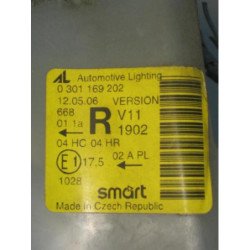 AL Automotive Lighting
0 301 169 202
12.05.06 VERSION
668 R V11
01 1a 1902
04 HC 04 HR
E1 17.5 02 A PL
1028 smart
Made in Czech Republic